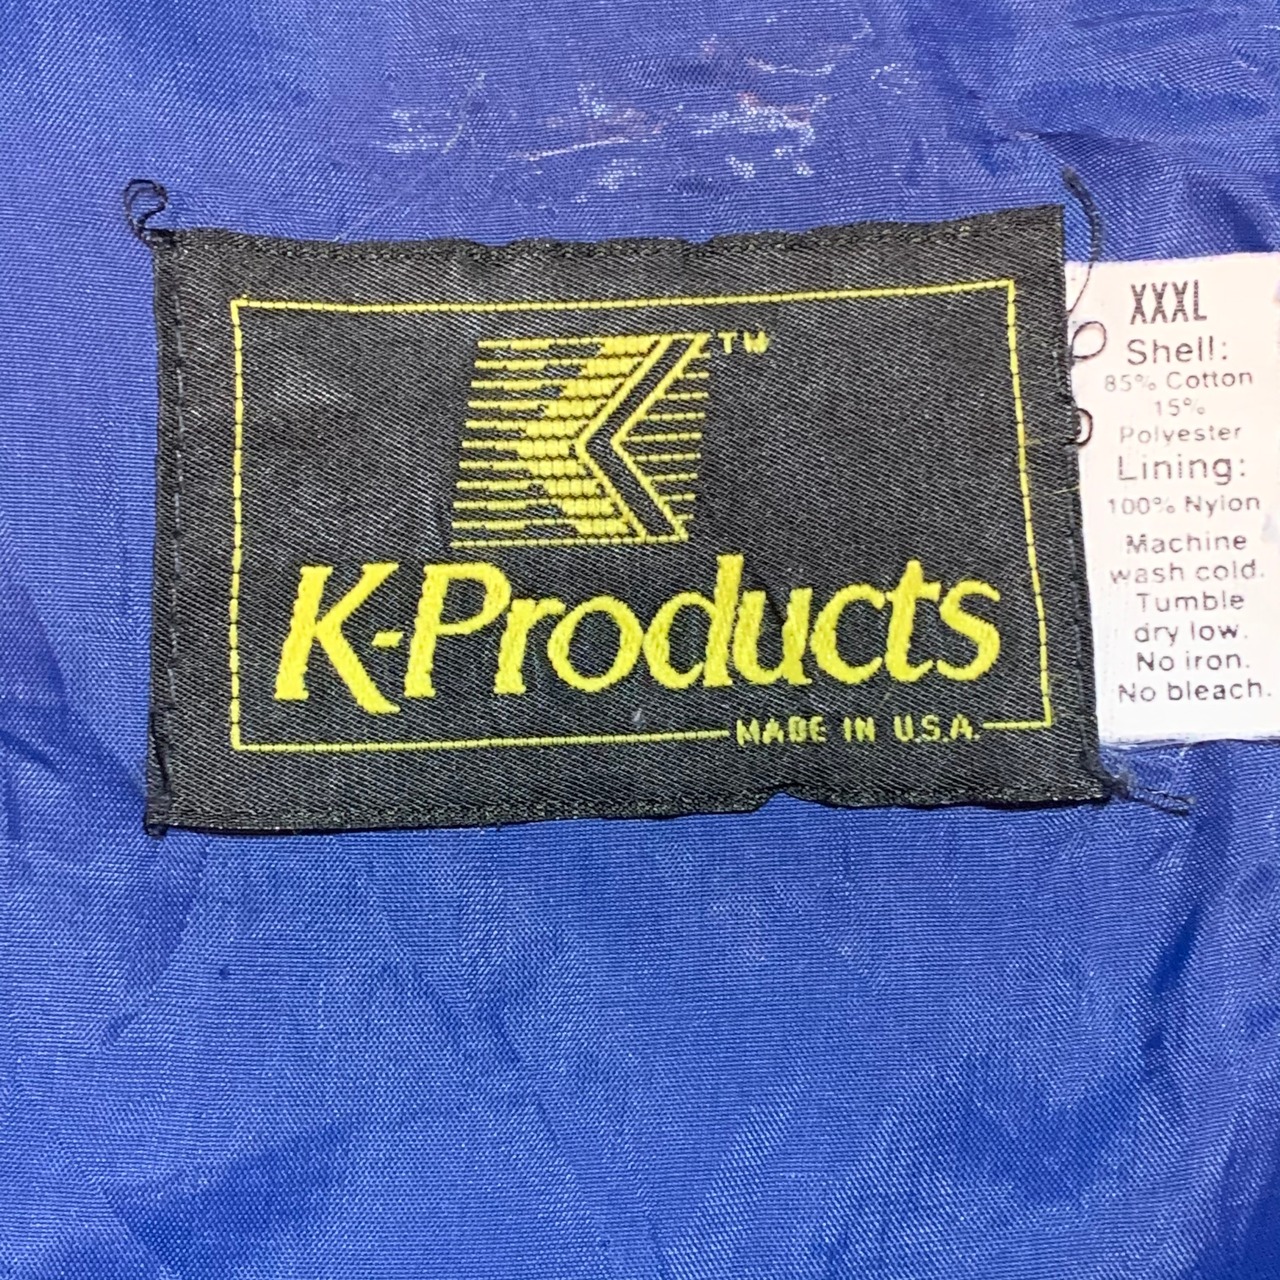 TM
K-Products
MADE IN U.S.A.
XXXL
Shell:
85% Cotton
15%
Polyester
Lining:
100% Nylon
Machine
wash cold.
Tumble
dry low.
No iron.
No bleach.